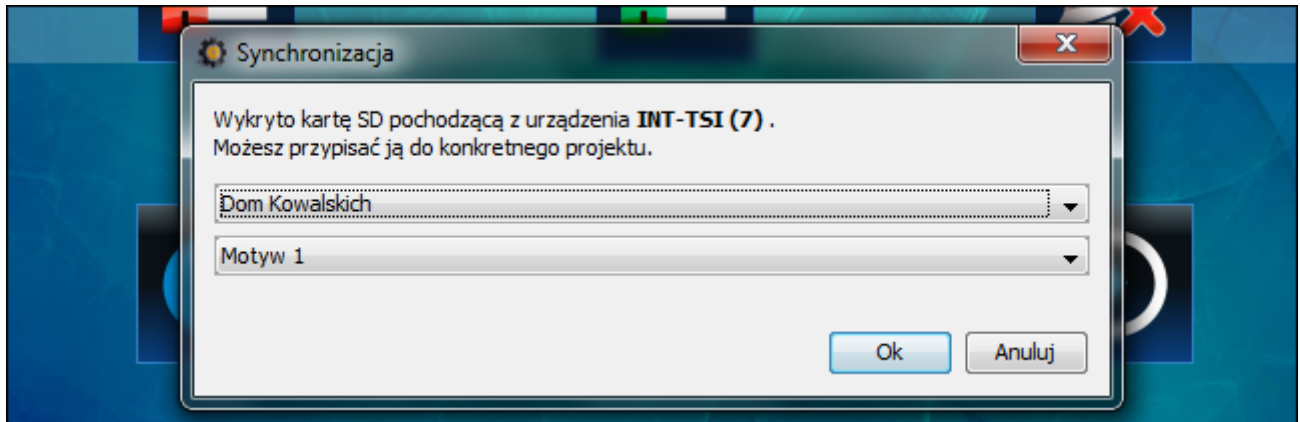 Synchronizacja
Wykryto kartę SD pochodzącą z urządzenia INT-TSI (7) .
Możesz przypisać ją do konkretnego projektu.
Dom Kowalskich
Motyw 1
Ok Anuluj